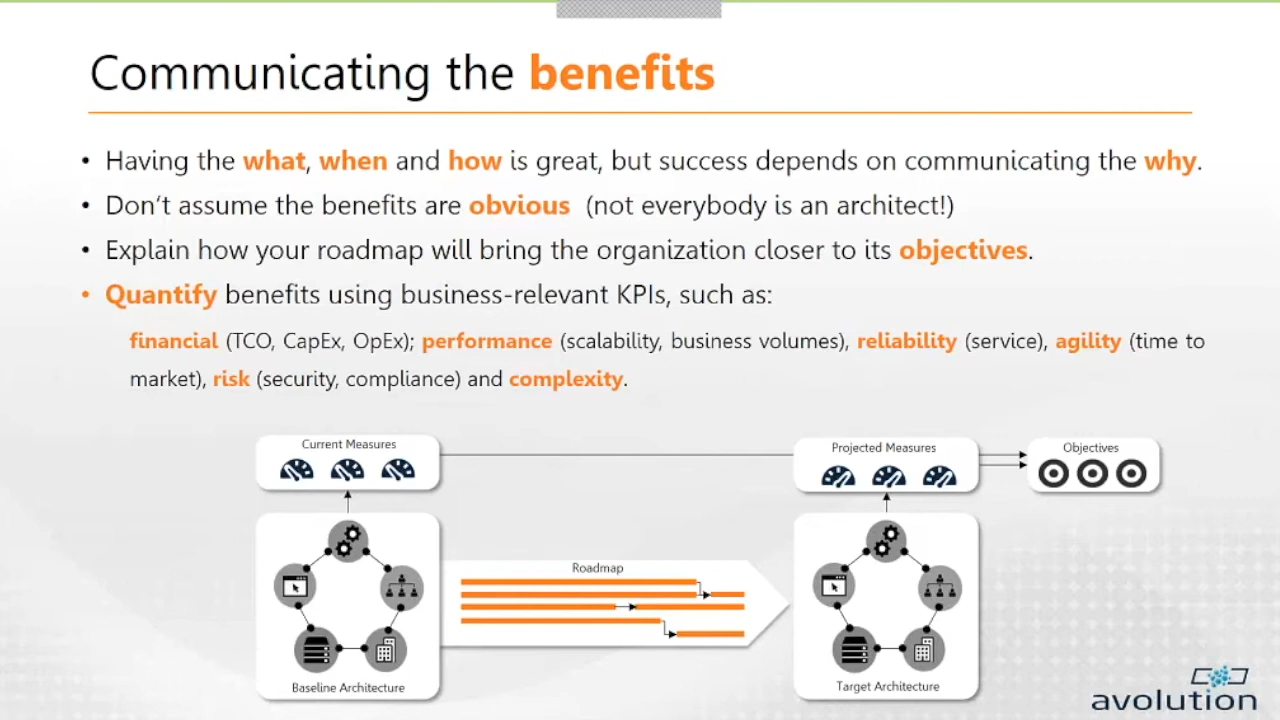 Communicating the benefits
• Having the what, when and how is great, but success depends on communicating the why.
• Don't assume the benefits are obvious (not everybody is an architect!)
• Explain how your roadmap will bring the organization closer to its objectives.
• Quantify benefits using business-relevant KPIs, such as:
financial (TCO, CapEx, OpEx); performance (scalability, business volumes), reliability (service), agility (time to
market), risk (security, compliance) and complexity.
Current Measures
Projected Measures
Objectives
Roadmap
Baseline Architecture
Target Architecture
avolution